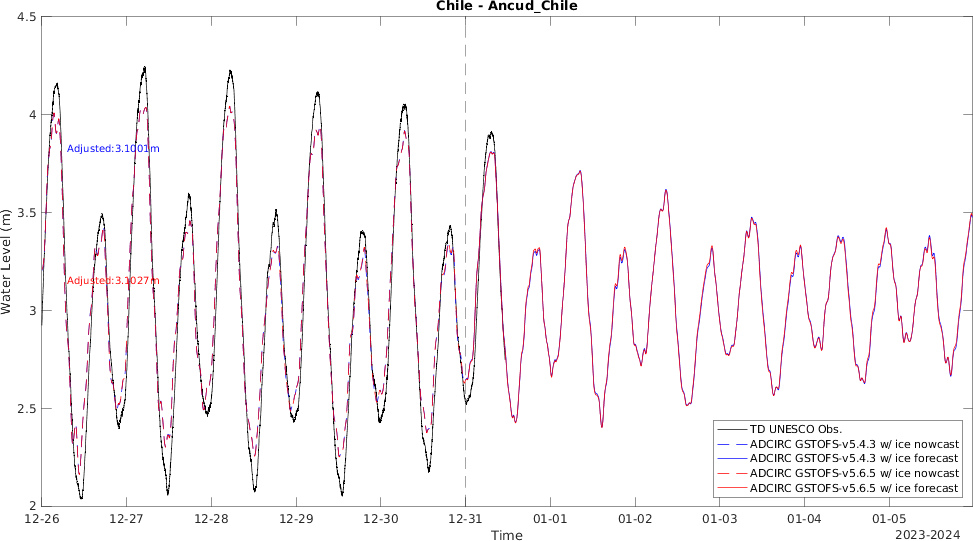 Chile - Ancud_Chile
4.5
4
3.5
3
2.5
2
Water Level (m)
Adjusted:3.1001m
Adjusted:3.1027m
TD UNESCO Obs.
ADCIRC GSTOFS-v5.4.3 w/ ice nowcast
ADCIRC GSTOFS-v5.4.3 w/ ice forecast
ADCIRC GSTOFS-v5.6.5 w/ ice nowcast
ADCIRC GSTOFS-v5.6.5 w/ ice forecast
12-26 12-27 12-28 12-29 12-30 12-31 01-01 01-02 01-03 01-04 01-05
Time
2023-2024